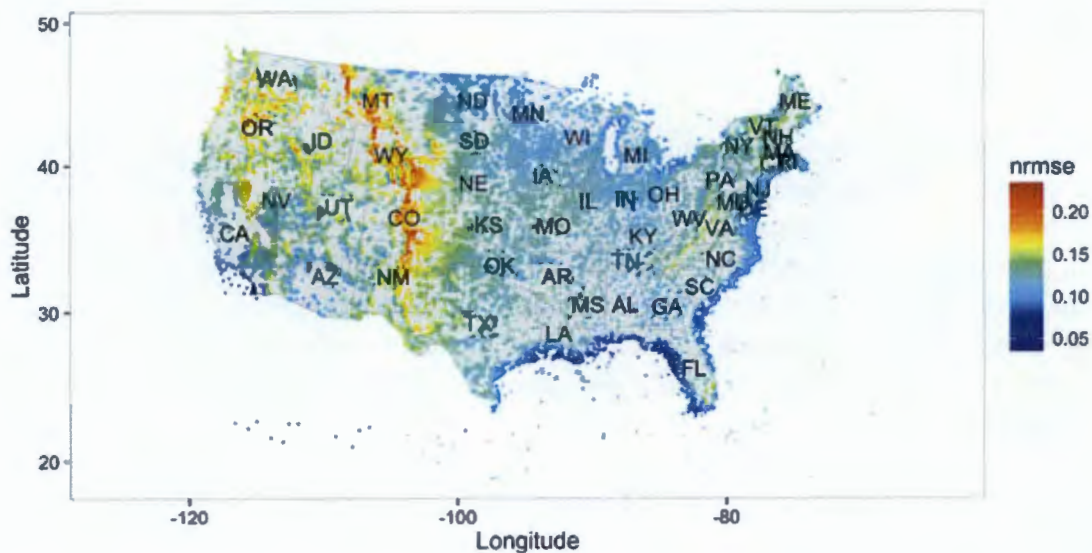 50
40
30
20
Latitude
-120
-100
-80
Longitude
nrmse
0.20
0.15
0.10
0.05
WA
MT
ND
MN
ME
OR
JD
WY
SD
WI
MI
NY
VT
NH
MA
RI
NV
UT
CO
NE
IA
IL
IN
OH
PA
NJ
MD
CA
KS
MO
KY
WV
VA
AZ
NM
OK
AR
TN
NC
SC
TX
LA
MS
AL
GA
FL